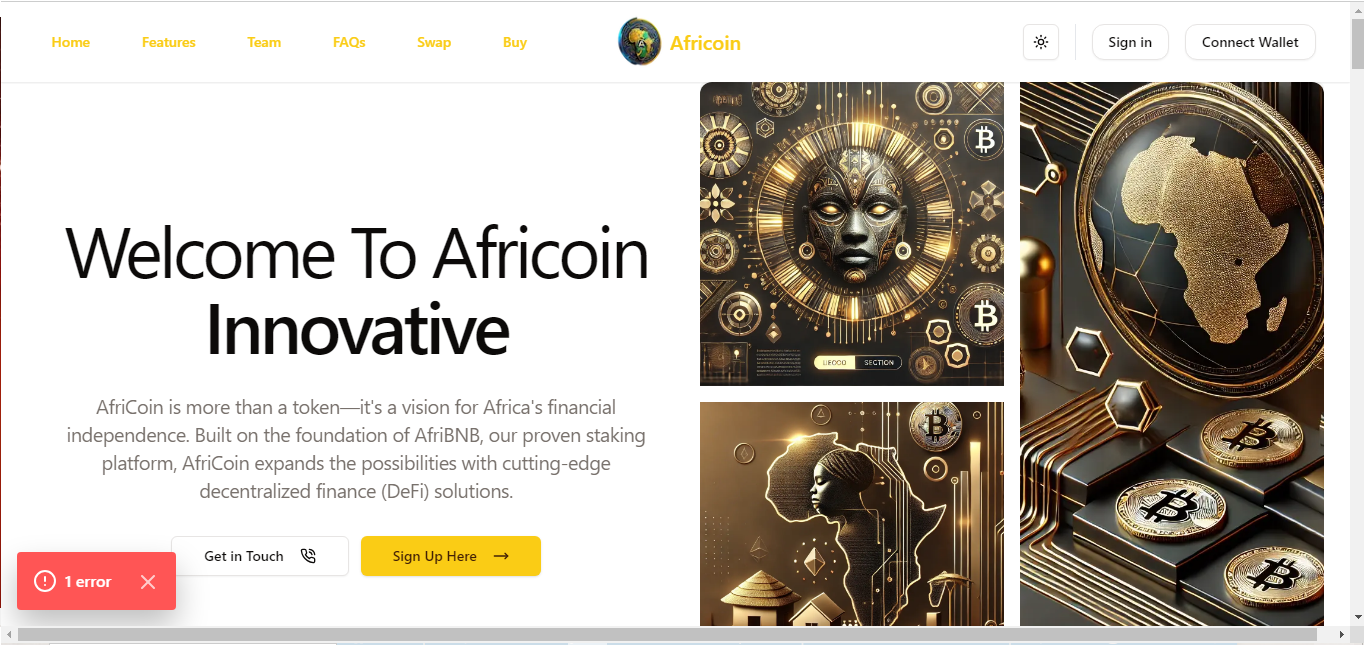 Home
Features
Team
FAQs
Swap
Buy
Africoin
Sign in
Connect Wallet
Welcome To Africoin
Innovative
AfriCoin is more than a token—it's a vision for Africa's financial
independence. Built on the foundation of AfriBNB, our proven staking
platform, AfriCoin expands the possibilities with cutting-edge
decentralized finance (DeFi) solutions.
Get in Touch
Sign Up Here
1 error
SECTION